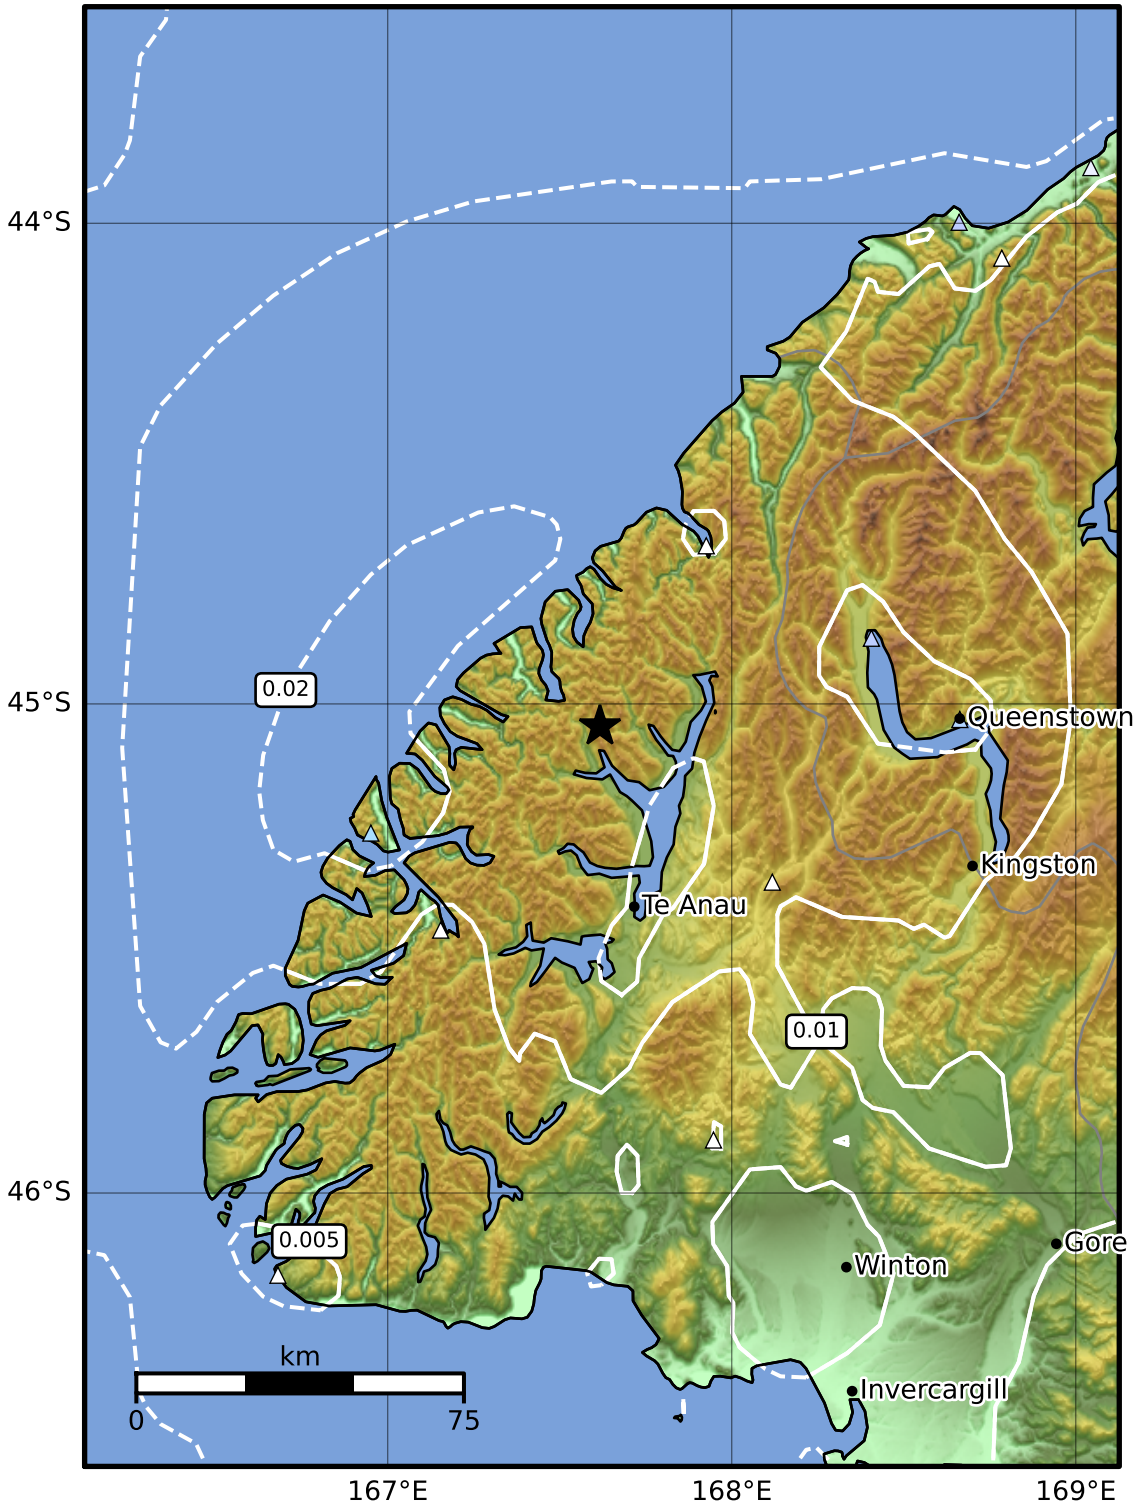 44°S
0.02
45°S
Queenstown
Kingston
Te Anau
0.01
46°S
0.005
Gore
Winton
km
Invercargill
0 75
167°E 168°E 169°E